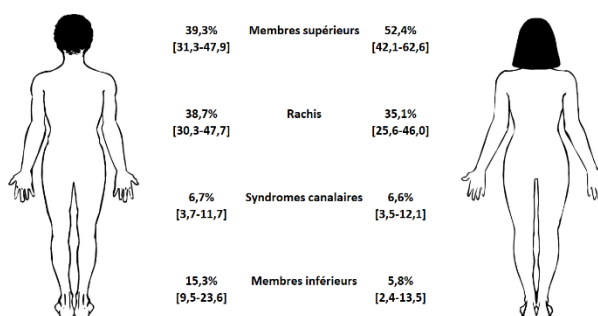 39,3% Membres supérieurs 52,4%
[31,3-47,9] [42,1-62,6]
38,7% Rachis 35,1%
[30,3-47,7] [25,6-46,0]
6,7% Syndromes canalaires 6,6%
[3,7-11,7] [3,5-12,1]
15,3% Membres inférieurs 5,8%
[9,5-23,6] [2,4-13,5]